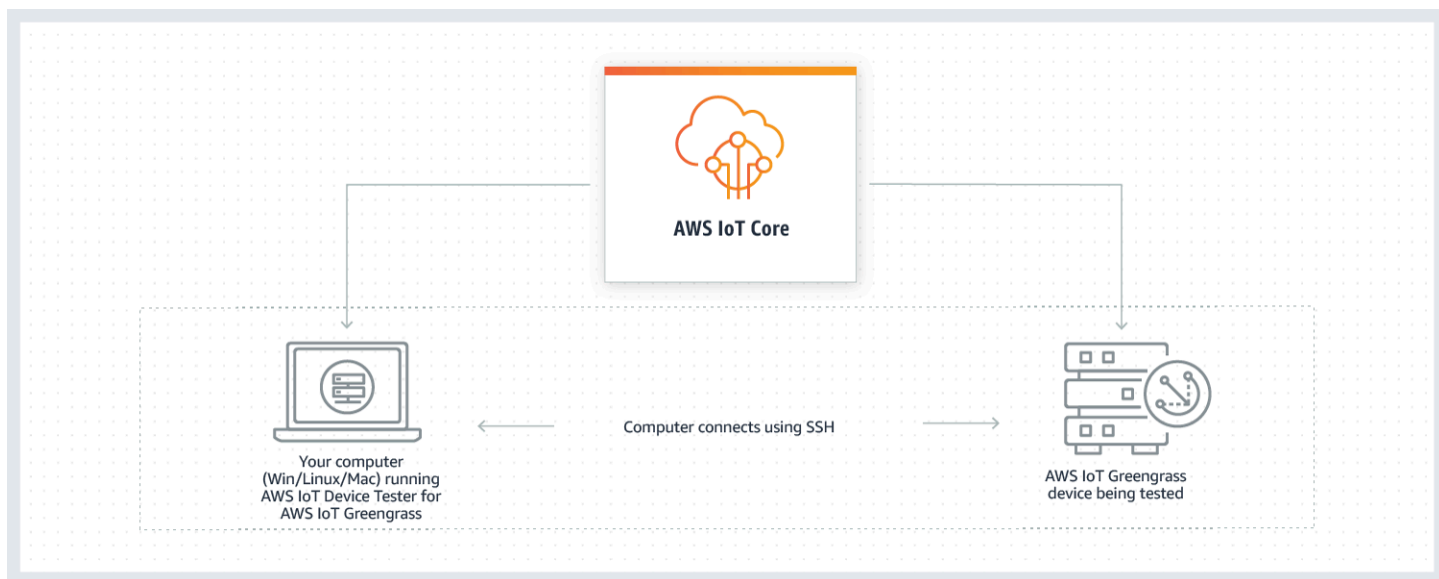 AWS IoT Core
Computer connects using SSH
Your computer
(Win/Linux/Mac) running
AWS IoT Device Tester for
AWS IoT Greengrass
AWS IoT Greengrass
device being tested